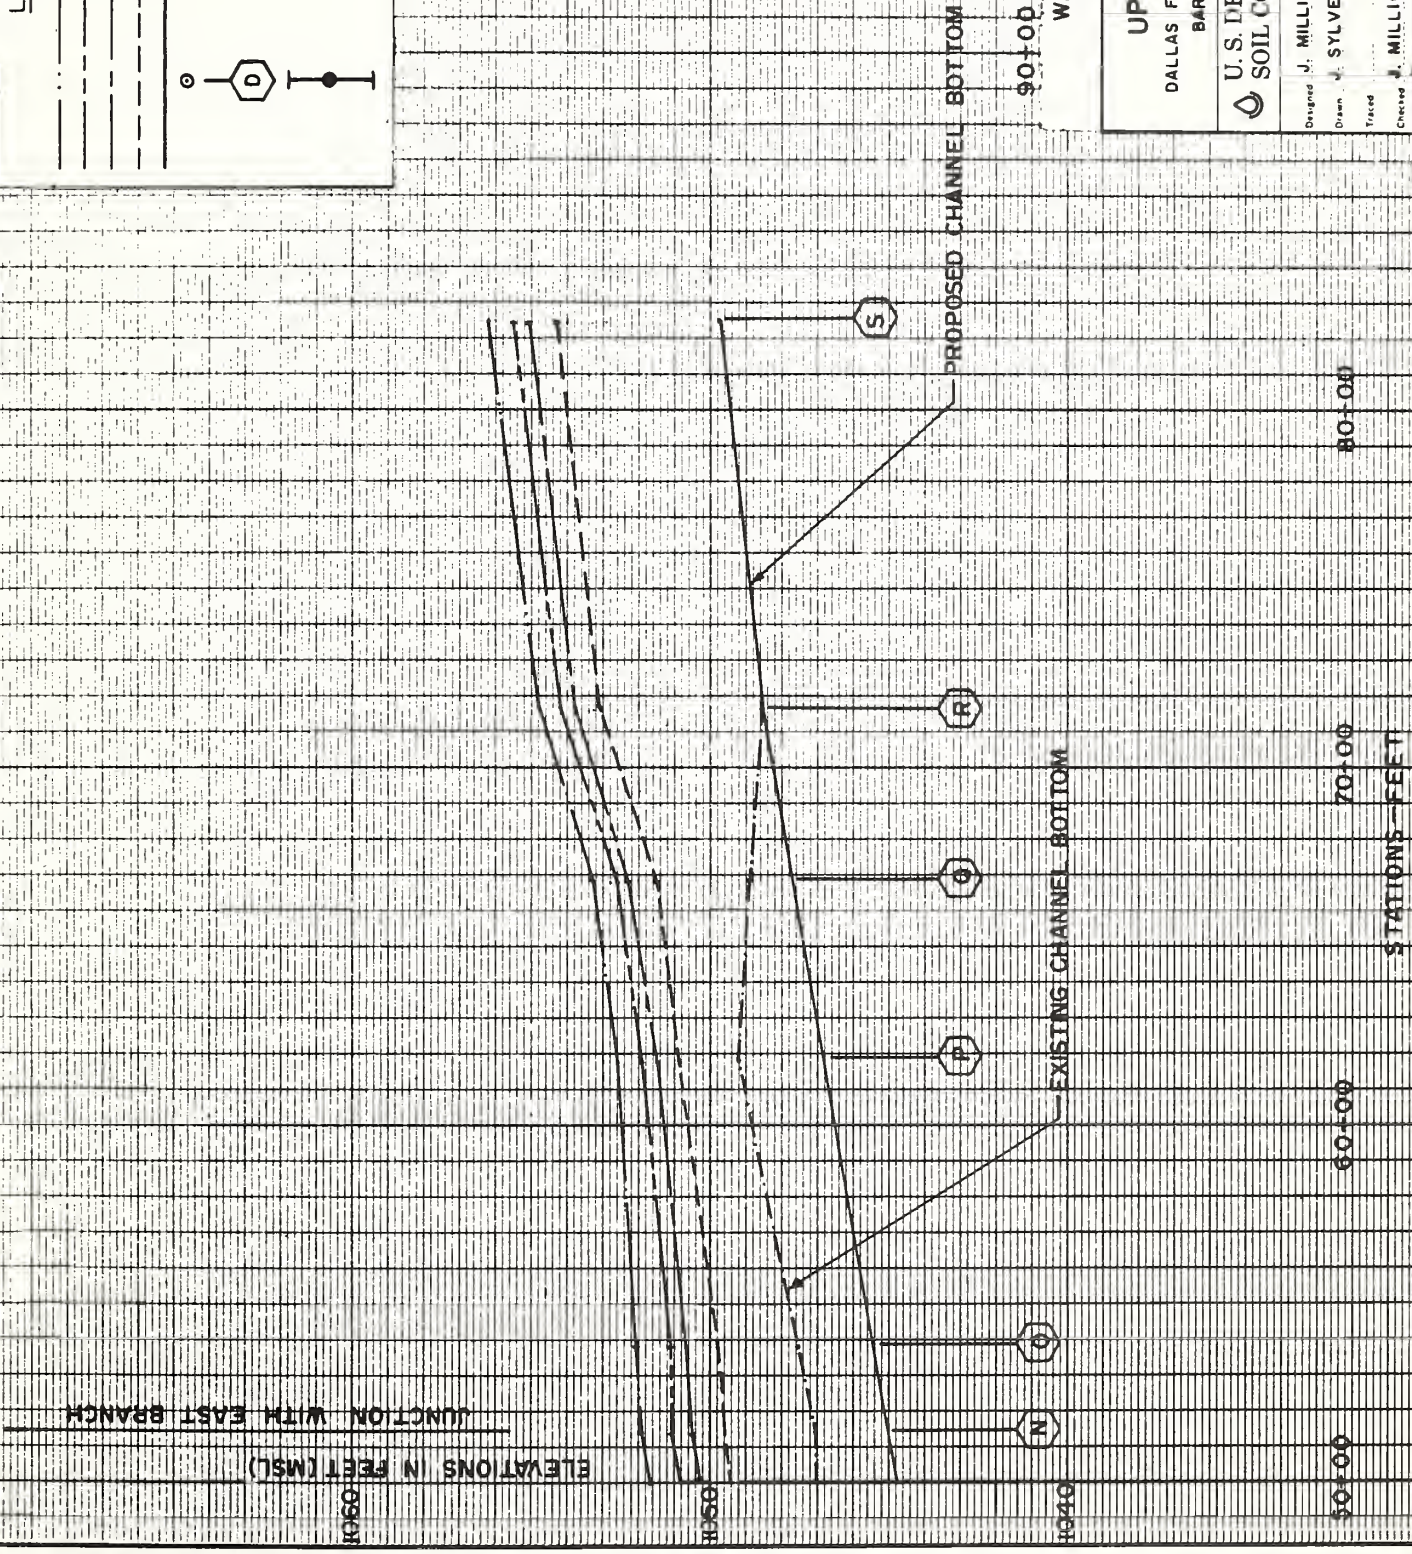 JUNCTION WITH EAST BRANCH
ELEVATIONS IN FEET (MSL)
1060
1050
1040
D
S
R
Q
P
O
N
PROPOSED CHANNEL BOTTOM
EXISTING CHANNEL BOTTOM
50+00
60+00
70+00
80+00
90+00
STATIONS—FEET
UP
DALLAS F
BAR
U. S. DE
SOIL CO
Designed J. MILLI
Drawn J. SYLVE
Traced
Checked J. MILLI